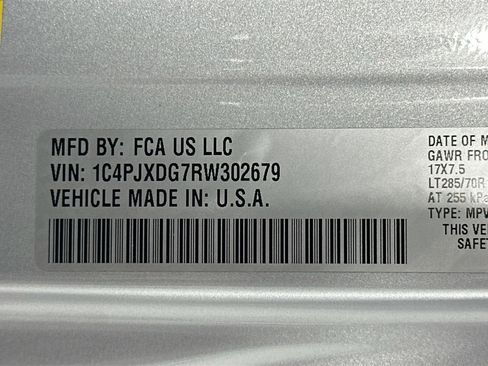 MFD BY: FCA US LLC
VIN: 1C4PJXDG7RW302679
VEHICLE MADE IN: U.S.A.
DATE OF M
GAWR FRO
17X7.5
LT285/70R
AT 255 kPa
TYPE: MPV
THIS VE
SAFET